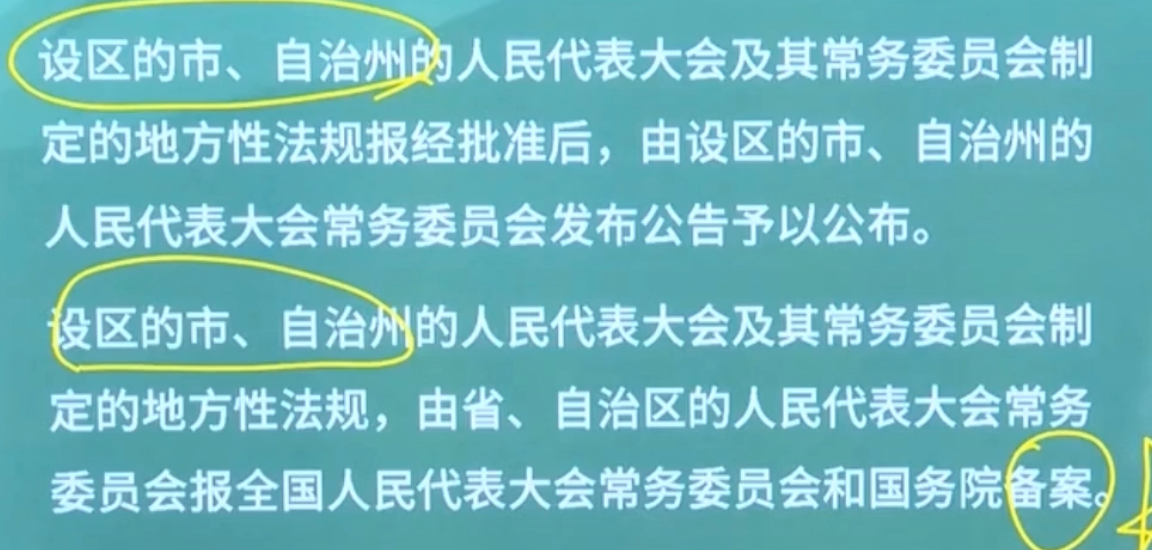 设区的市、自治州的人民代表大会及其常务委员会制
定的地方性法规报经批准后，由设区的市、自治州的
人民代表大会常务委员会发布公告予以公布。
设区的市、自治州的人民代表大会及其常务委员会制
定的地方性法规，由省、自治区的人民代表大会常务
委员会报全国人民代表大会常务委员会和国务院备案。